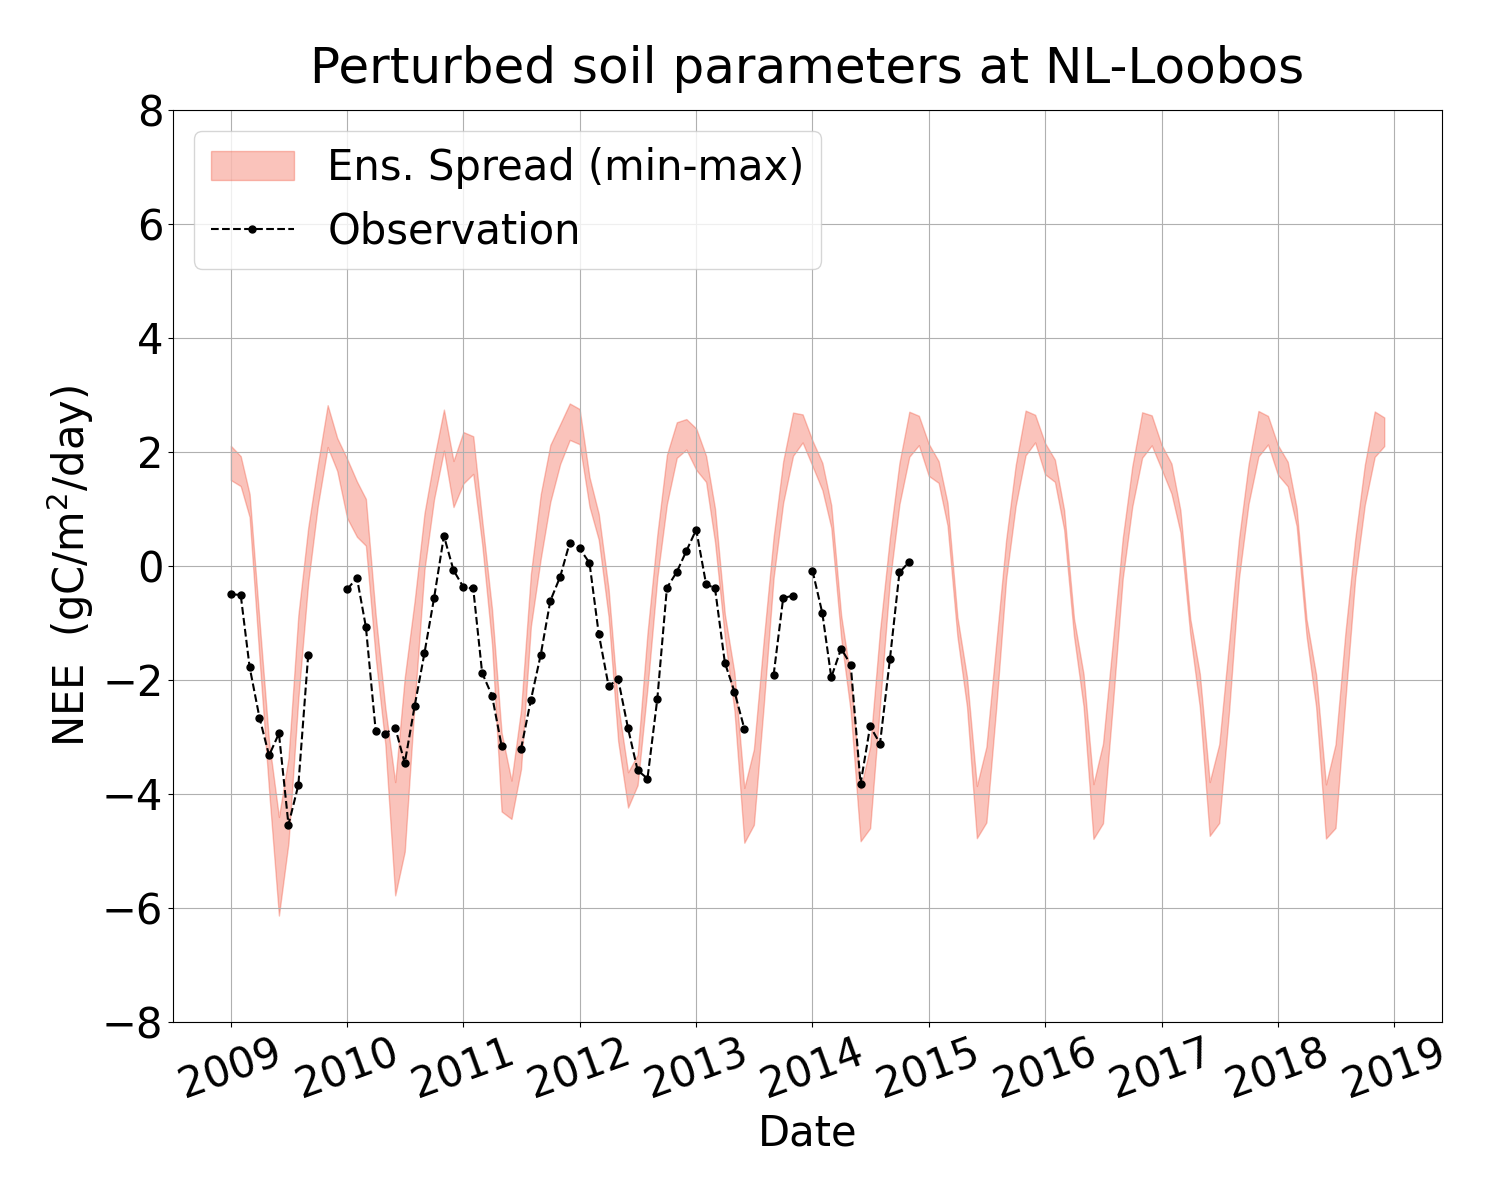 Perturbed soil parameters at NL-Loobos
Ens. Spread (min-max)
Observation
NEE (gC/m²/day)
8
6
4
2
0
−2
−4
−6
−8
2009 2010 2011 2012 2013 2014 2015 2016 2017 2018 2019
Date